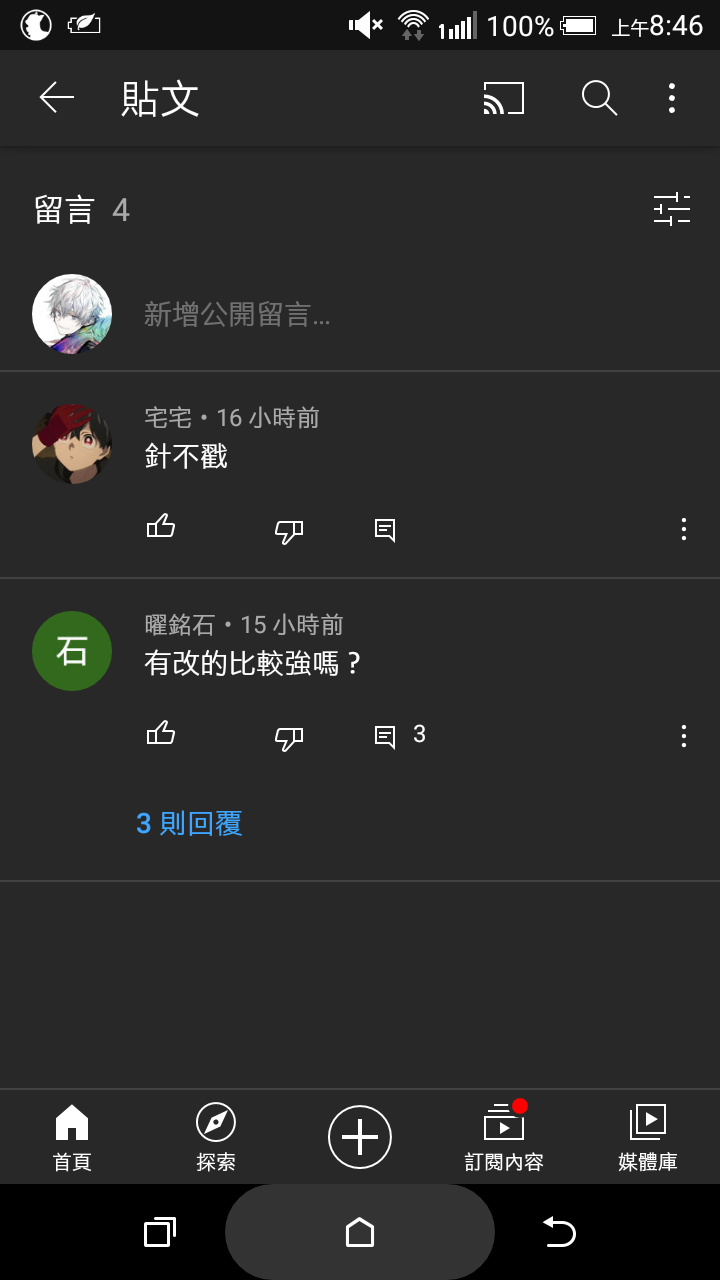 100% 上午8:46
貼文
留言 4
新增公開留言…
宅宅 • 16 小時前
針不戳
石
曜銘石 • 15 小時前
有改的比較強嗎？
3
3 則回覆
首頁 探索 訂閱內容 媒體庫